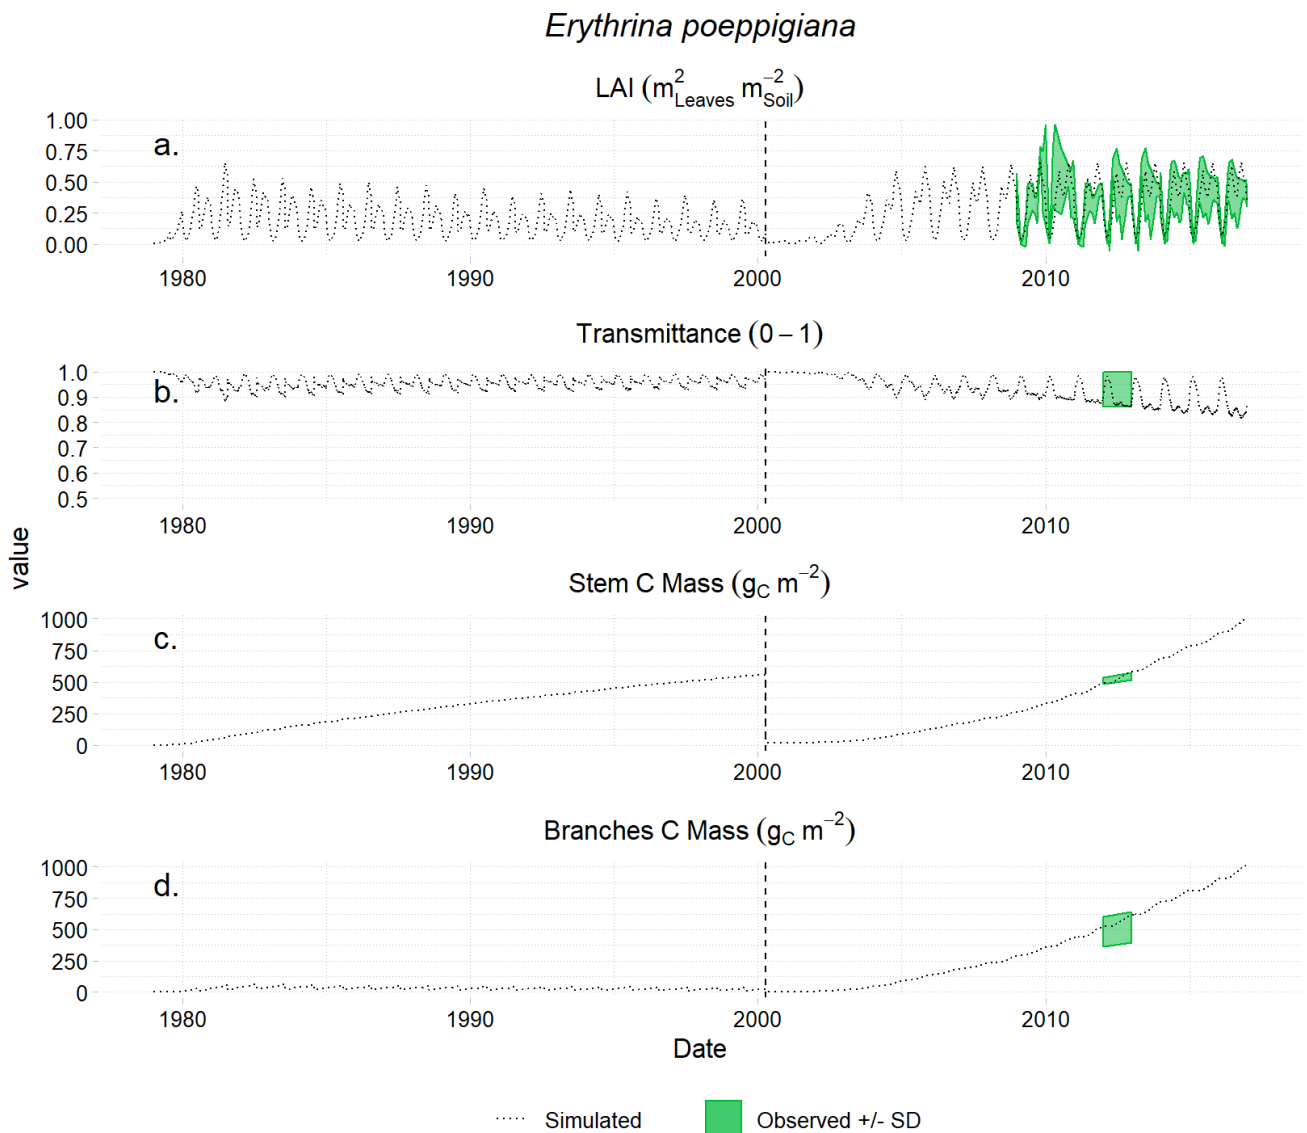 Erythrina poeppigiana
LAI (m²Leaves m⁻²Soil)
a.
1.00
0.75
0.50
0.25
0.00
1980 1990 2000 2010
Transmittance (0 – 1)
b.
1.0
0.9
0.8
0.7
0.6
0.5
1980 1990 2000 2010
value
Stem C Mass (gC m⁻²)
c.
1000
750
500
250
0
1980 1990 2000 2010
Branches C Mass (gC m⁻²)
d.
1000
750
500
250
0
1980 1990 2000 2010
Date
Simulated Observed +/- SD